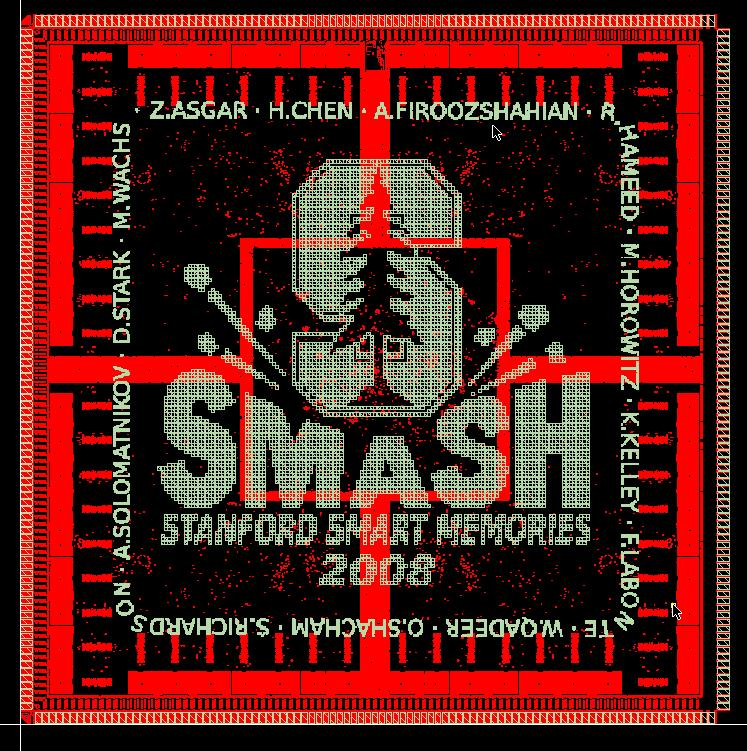 · Z.ASGAR · H.CHEN · A.FIROOZSHAHIAN · R.HAMEED · M.HOROWITZ · K.KELLEY · F.LABONTE · W.QADEER · O.SHACHAM · S.RICHARDSON · A.SOLOMATNIKOV · D.STARK · M.WACHS
SMASH
STANFORD SMART MEMORIES
2008